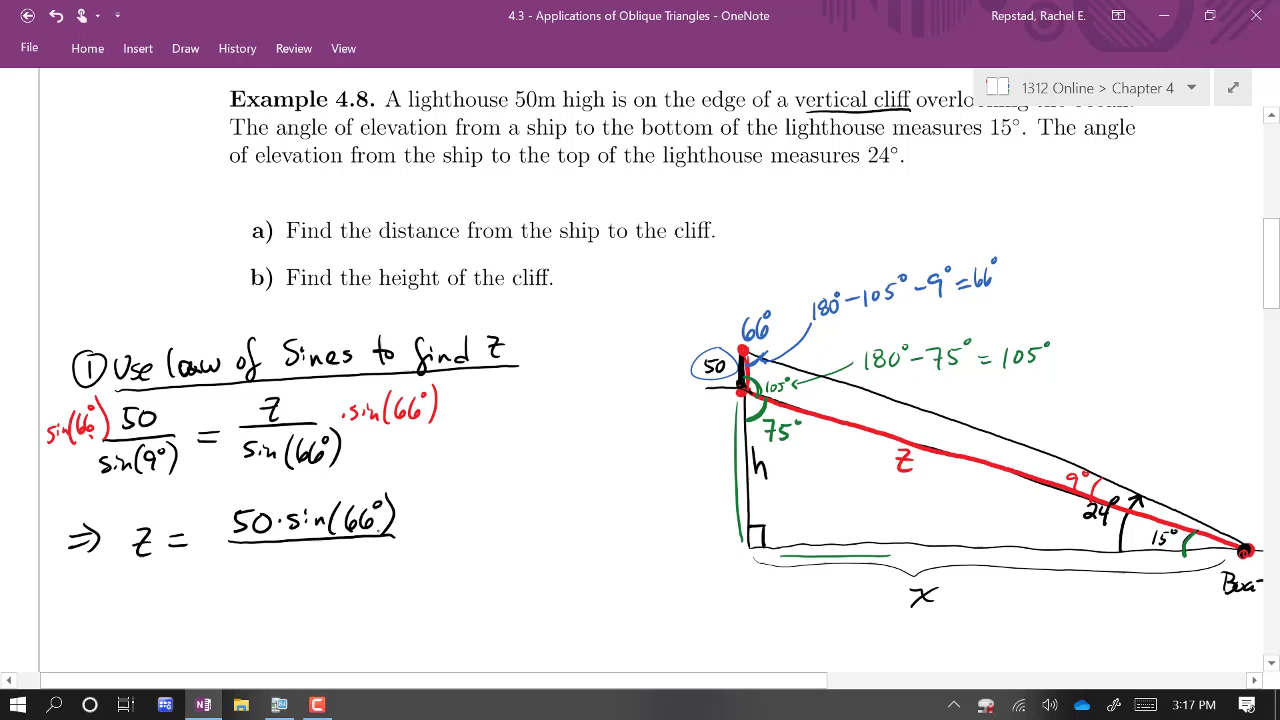 4.3 - Applications of Oblique Triangles - OneNote
Repstad, Rachel E.
File Home Insert Draw History Review View
1312 Online > Chapter 4
Example 4.8. A lighthouse 50m high is on the edge of a vertical cliff
The angle of elevation from a ship to the bottom of the lighthouse measures 15°. The angle
of elevation from the ship to the top of the lighthouse measures 24°.
a) Find the distance from the ship to the cliff.
b) Find the height of the cliff.
180° - 105° - 9° = 66°
66°
① Use law of Sines to find z
50
180° - 75° = 105°
105°
75°
sin(66°) 50 / sin(9°) = z / sin(66°) · sin(66°)
h
z
9°
24°
15°
⇒ z = 50 · sin(66°)
x
3:17 PM